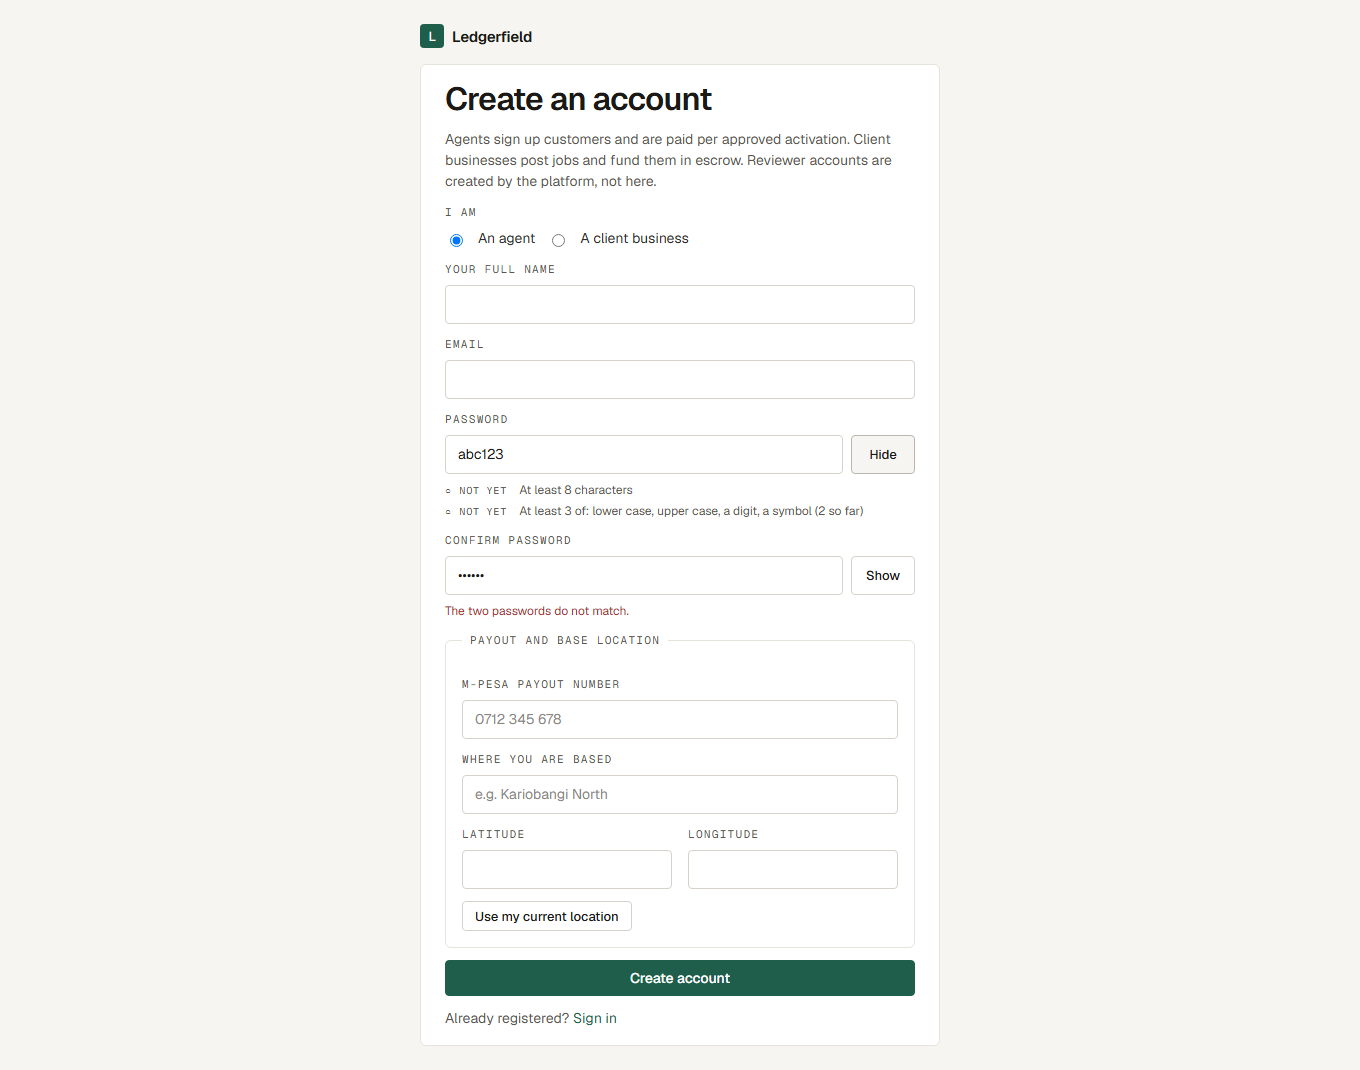 L Ledgerfield
Create an account
Agents sign up customers and are paid per approved activation. Client
businesses post jobs and fund them in escrow. Reviewer accounts are
created by the platform, not here.
I AM
An agent A client business
YOUR FULL NAME
EMAIL
PASSWORD
abc123 Hide
NOT YET At least 8 characters
NOT YET At least 3 of: lower case, upper case, a digit, a symbol (2 so far)
CONFIRM PASSWORD
•••••• Show
The two passwords do not match.
PAYOUT AND BASE LOCATION
M-PESA PAYOUT NUMBER
0712 345 678
WHERE YOU ARE BASED
e.g. Kariobangi North
LATITUDE LONGITUDE
Use my current location
Create account
Already registered? Sign in